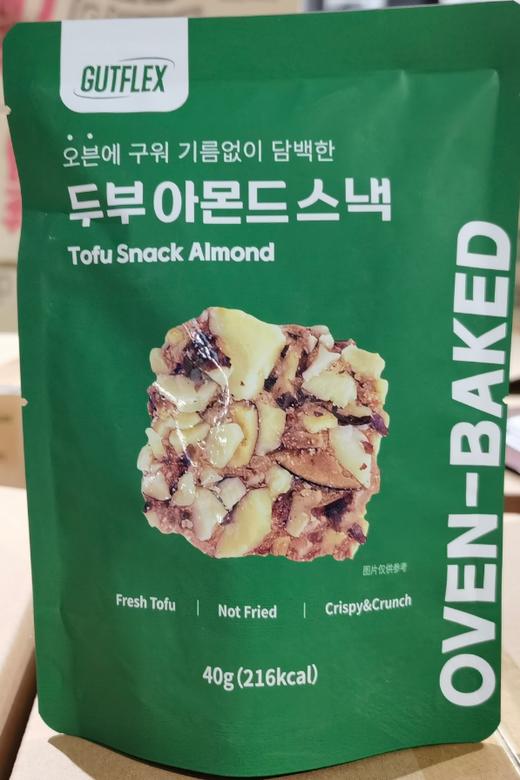 GUTFLEX
오븐에 구워 기름없이 담백한
두부아몬드스낵
Tofu Snack Almond
OVEN-BAKED
图片仅供参考
Fresh Tofu | Not Fried | Crispy&Crunch
40g(216kcal)